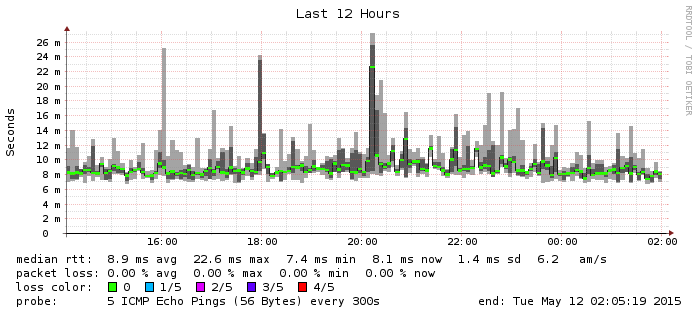 Last 12 Hours
RRDTOOL / TOBI OETIKER
Seconds
26 m
24 m
22 m
20 m
18 m
16 m
14 m
12 m
10 m
8 m
6 m
4 m
2 m
0
16:00 18:00 20:00 22:00 00:00 02:00
median rtt: 8.9 ms avg 22.6 ms max 7.4 ms min 8.1 ms now 1.4 ms sd 6.2 am/s
packet loss: 0.00 % avg 0.00 % max 0.00 % min 0.00 % now
loss color: 0 1/5 2/5 3/5 4/5
probe: 5 ICMP Echo Pings (56 Bytes) every 300s end: Tue May 12 02:05:19 2015